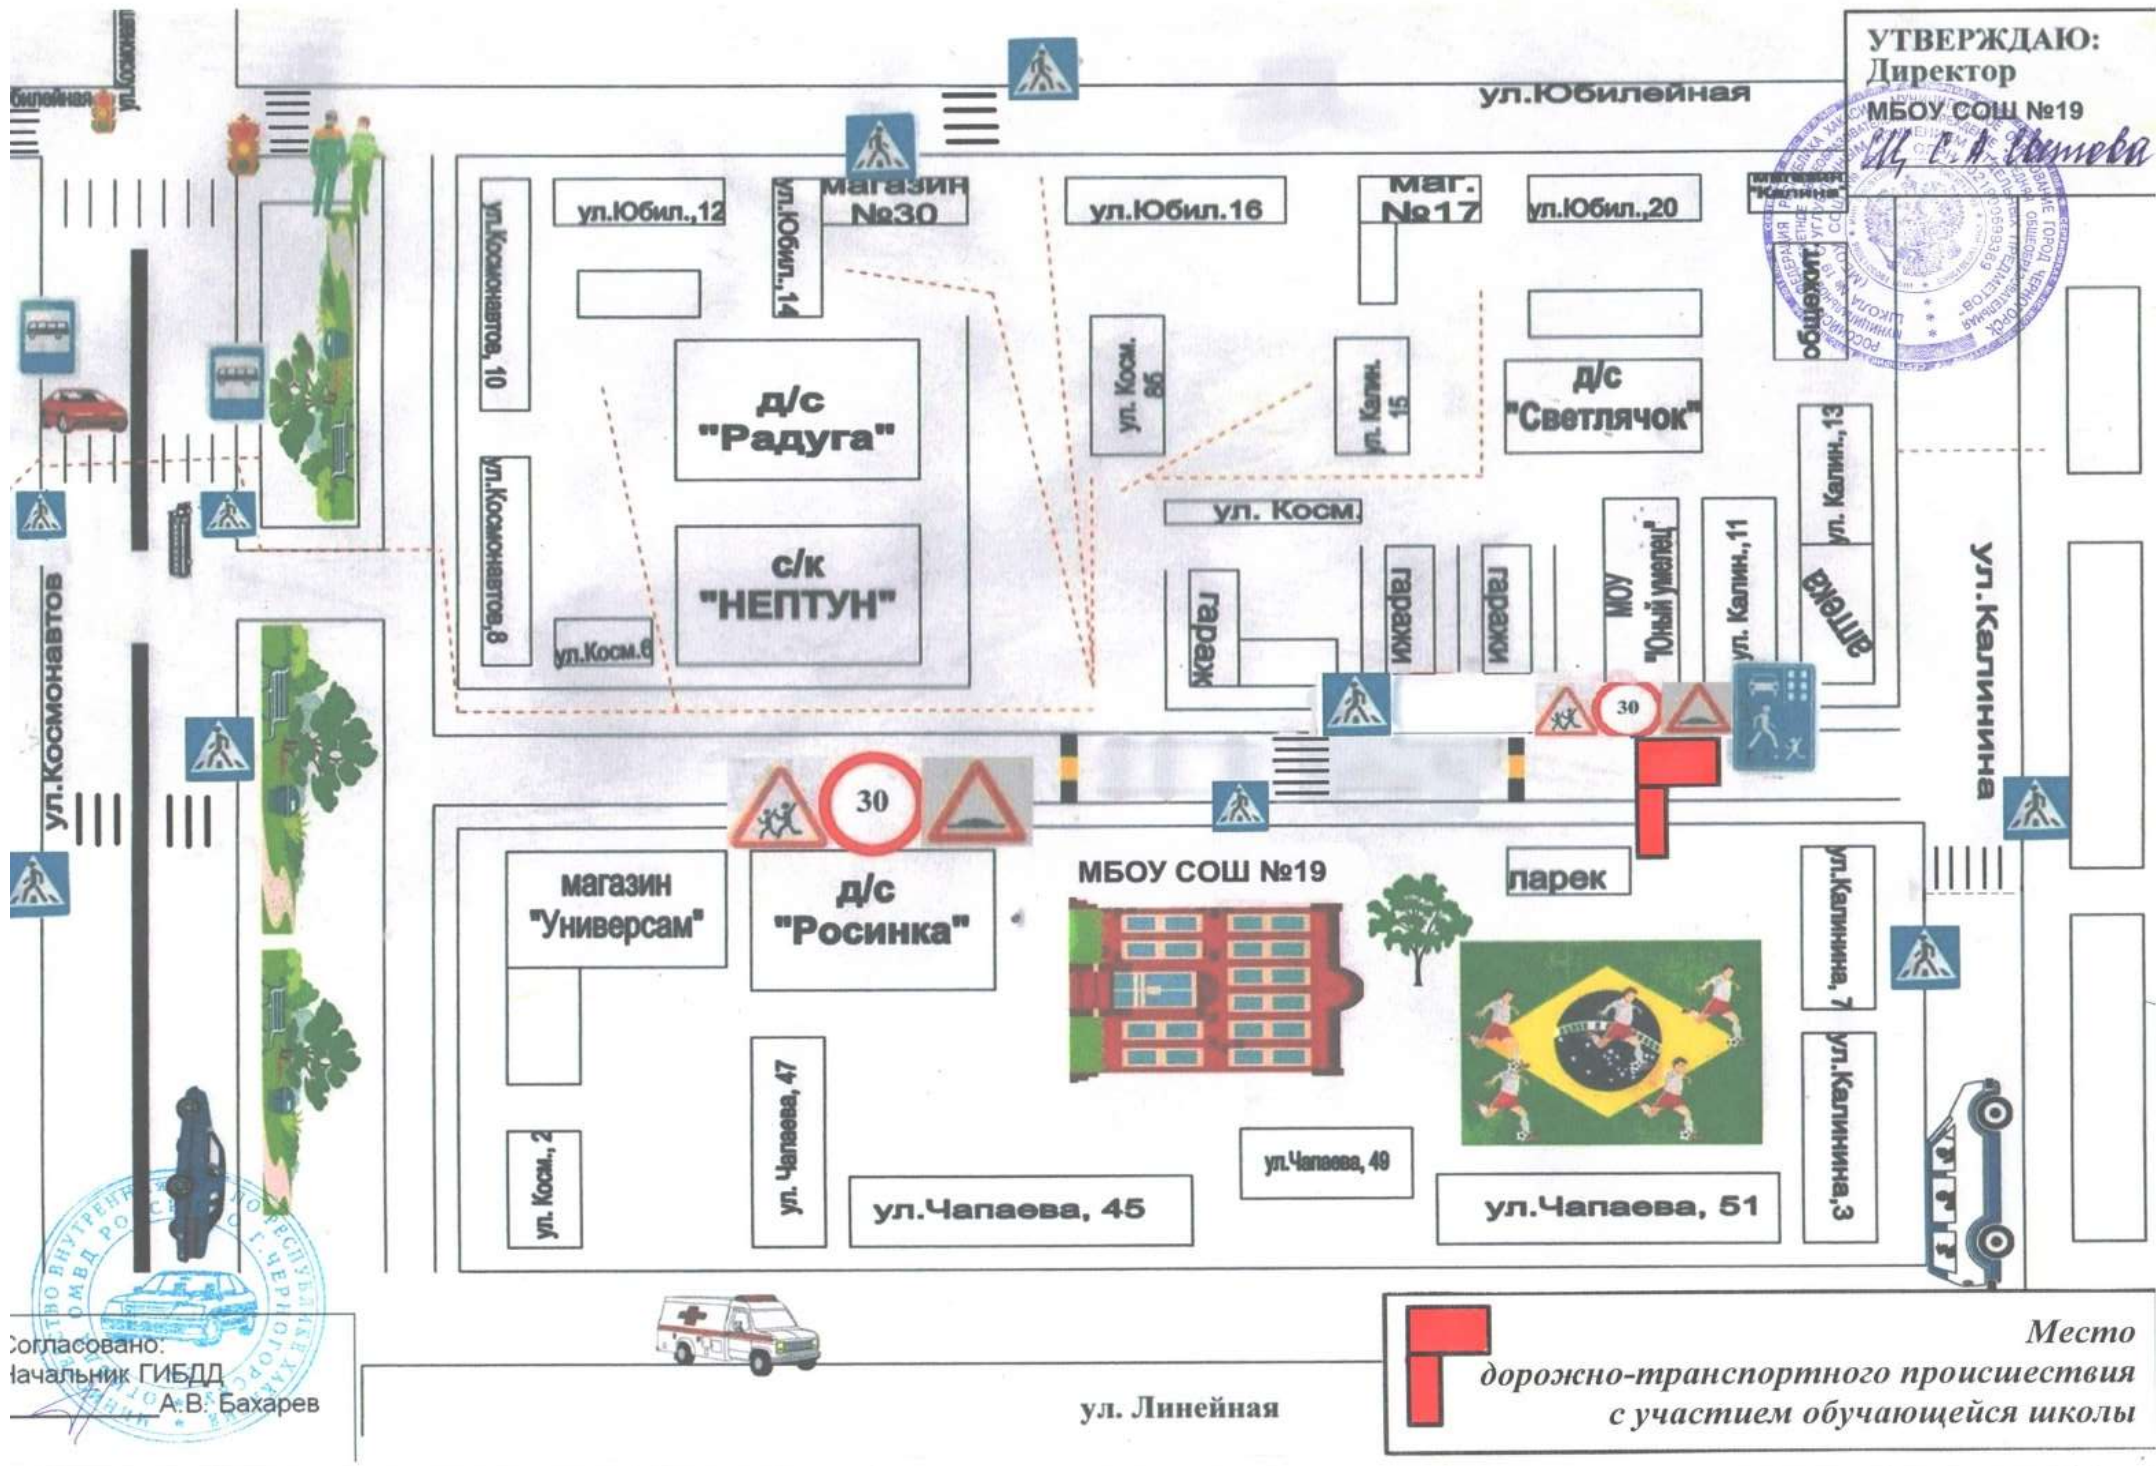 ул.Юбилейная
УТВЕРЖДАЮ:
Директор
МБОУ СОШ №19
ул.Юбил.,12
ул.Юбил.,14
магазин
№30
ул.Юбил.16
маг.
№17
ул.Юбил.,20
магазин
"Калина"
ул.Космонавтов, 10
д/с
"Радуга"
ул. Косм.
8б
ул. Калин.
15
д/с
"Светлячок"
общежит.
ул. Калин.,13
ул.Космонавтов,8
с/к
"НЕПТУН"
ул.Косм.6
ул. Косм.
гараж
гаражи
гаражи
МОУ
"Юный умелец"
ул. Калин.,11
аптека
ул.Космонавтов
ул.Калинина
30
30
магазин
"Универсам"
д/с
"Росинка"
МБОУ СОШ №19
ларек
ул.Калинина, 7
ул. Косм., 2
ул. Чапаева, 47
ул.Чапаева, 45
ул.Чапаева, 49
ул.Чапаева, 51
ул.Калинина,3
согласовано:
Начальник ГИБДД
А.В. Бахарев
ул. Линейная
Место
дорожно-транспортного происшествия
с участием обучающейся школы